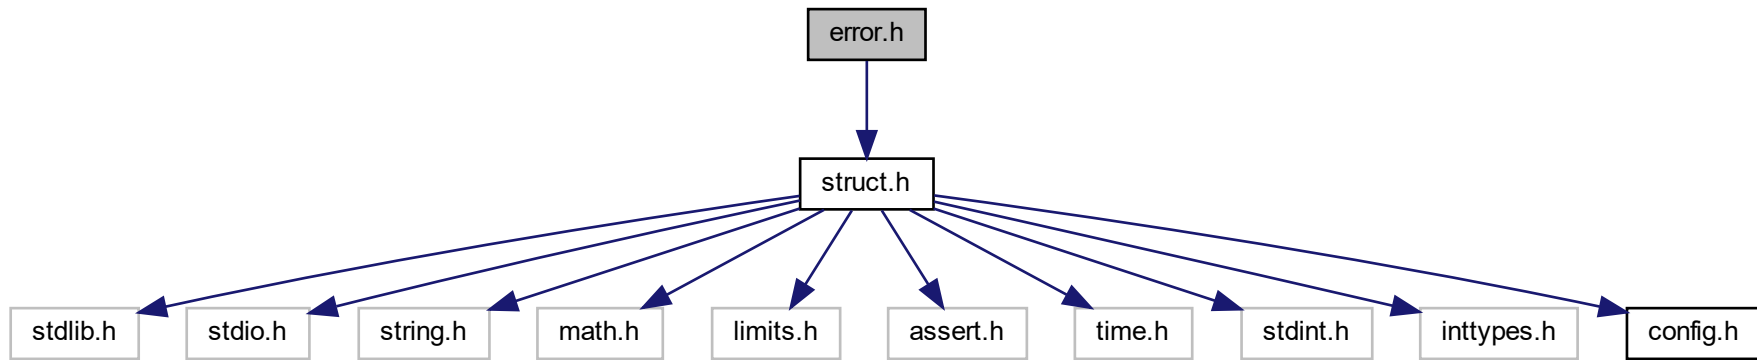 error.h
struct.h
stdlib.h
stdio.h
string.h
math.h
limits.h
assert.h
time.h
stdint.h
inttypes.h
config.h